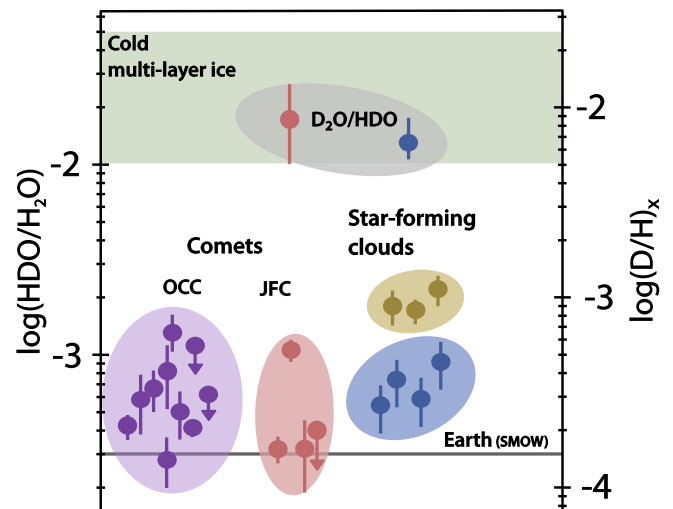 Cold
multi-layer ice
D₂O/HDO
-2
-2
log(HDO/H₂O)
log(D/H)ₓ
Star-forming
clouds
Comets
OCC
JFC
-3
-3
Earth (SMOW)
-4